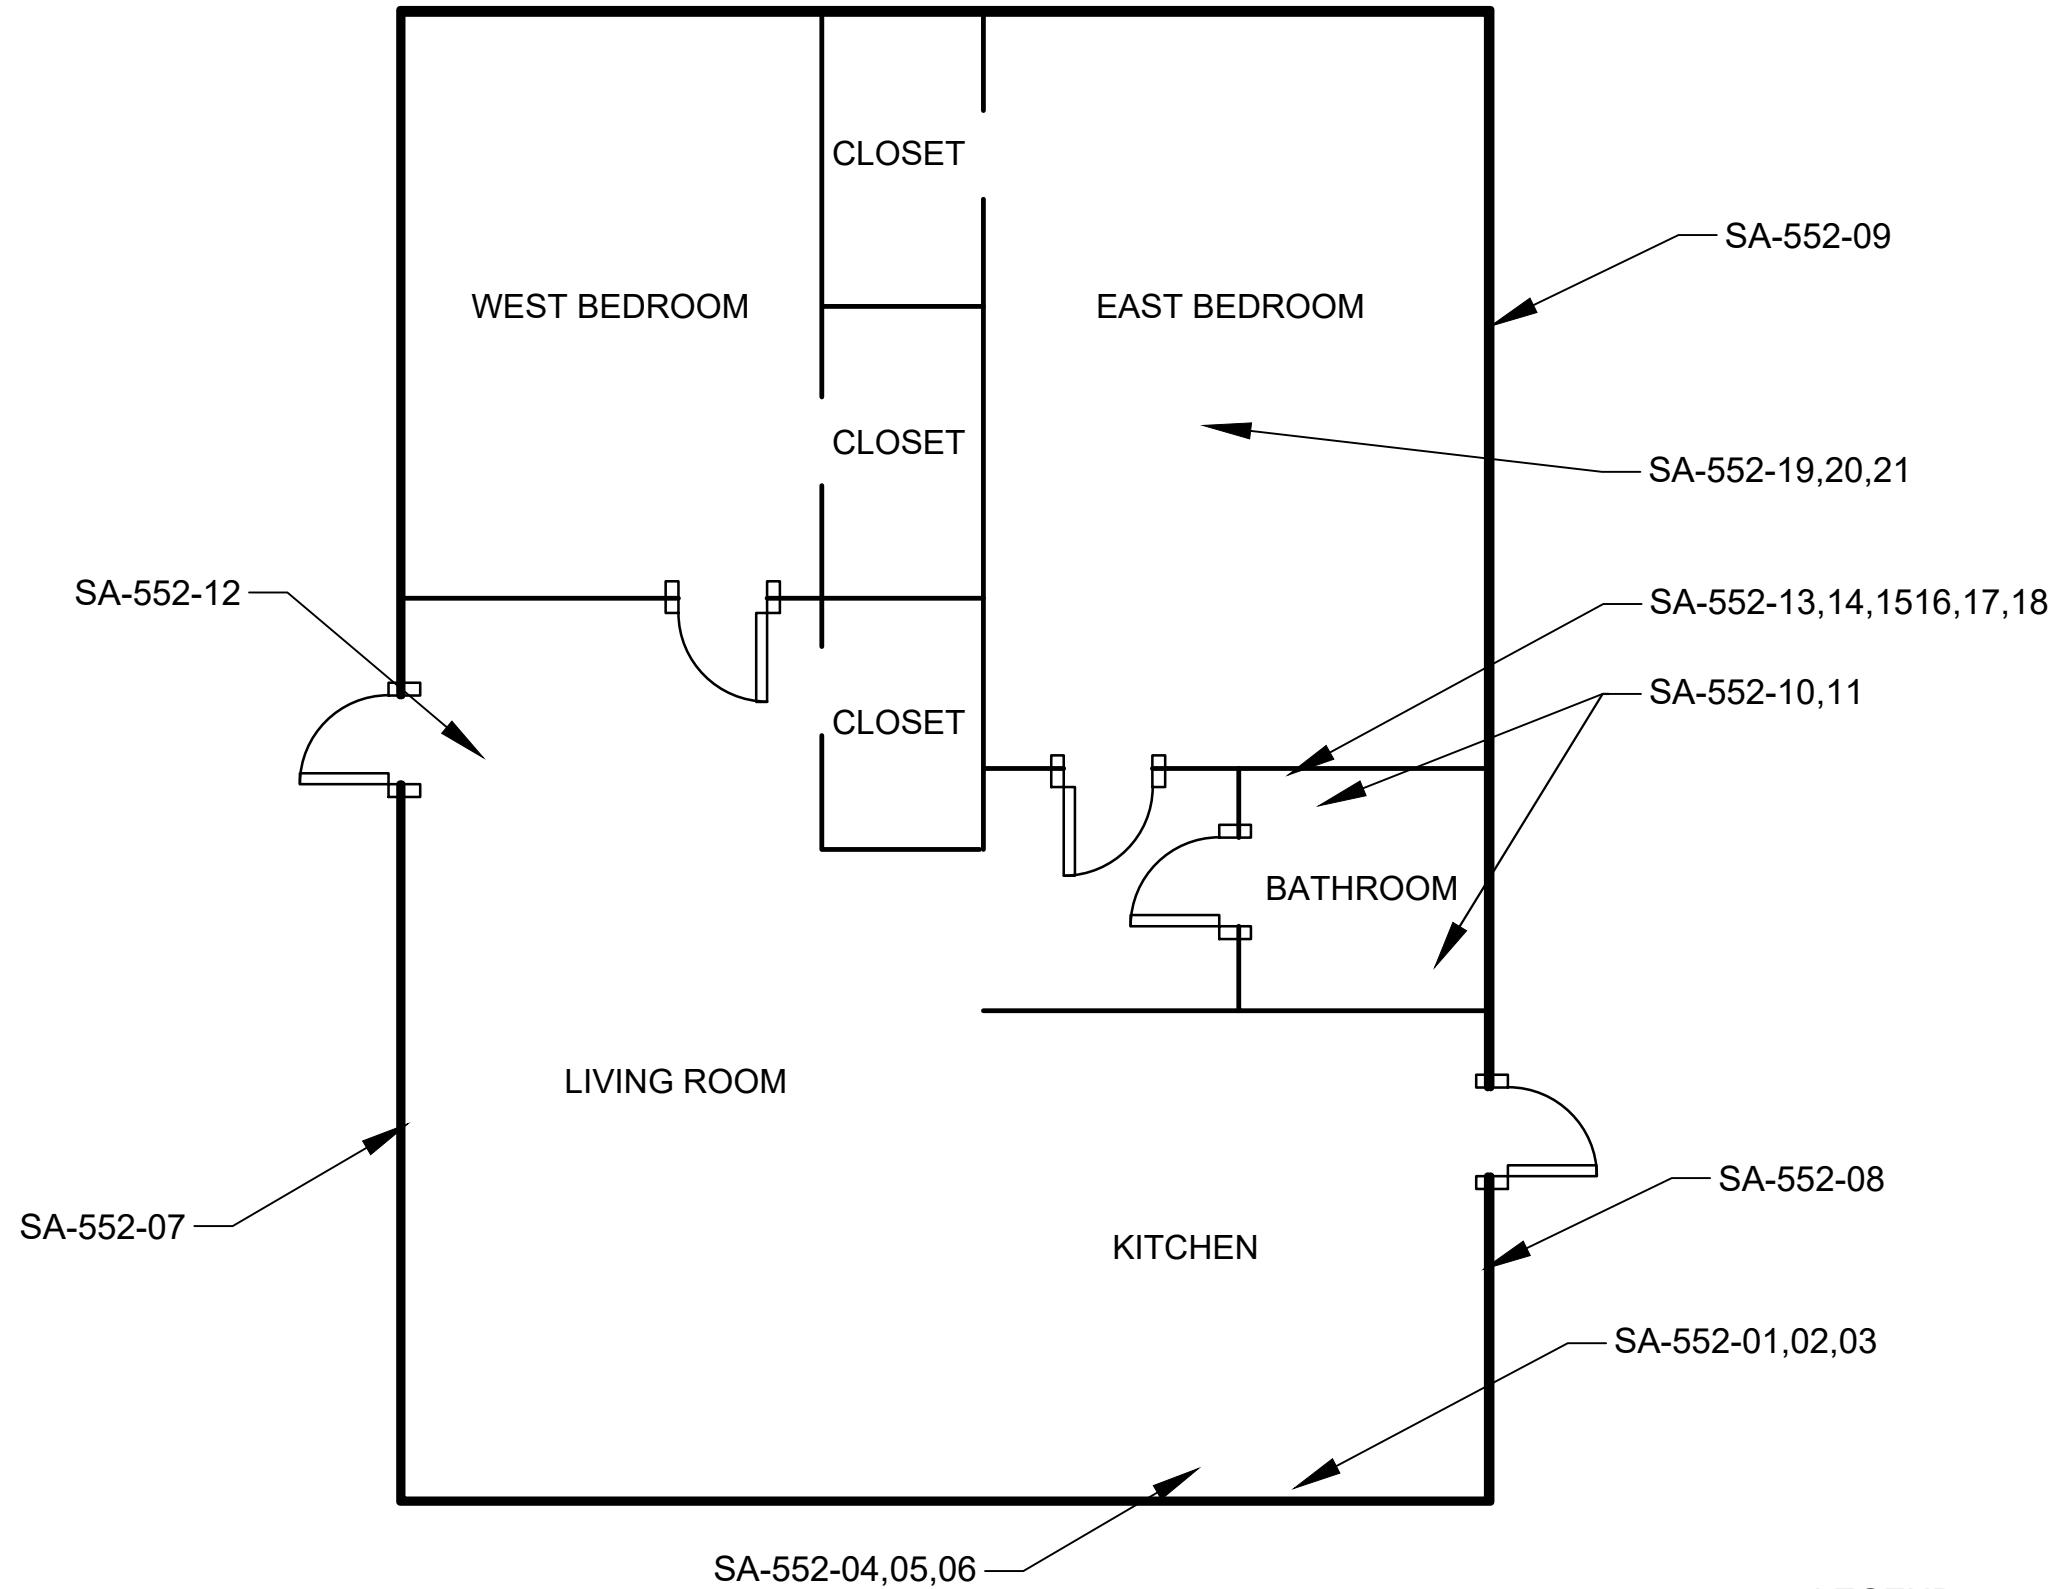 CLOSET
SA-552-09
WEST BEDROOM
EAST BEDROOM
CLOSET
SA-552-19,20,21
SA-552-12
SA-552-13,14,1516,17,18
SA-552-10,11
CLOSET
BATHROOM
LIVING ROOM
SA-552-08
SA-552-07
KITCHEN
SA-552-01,02,03
SA-552-04,05,06